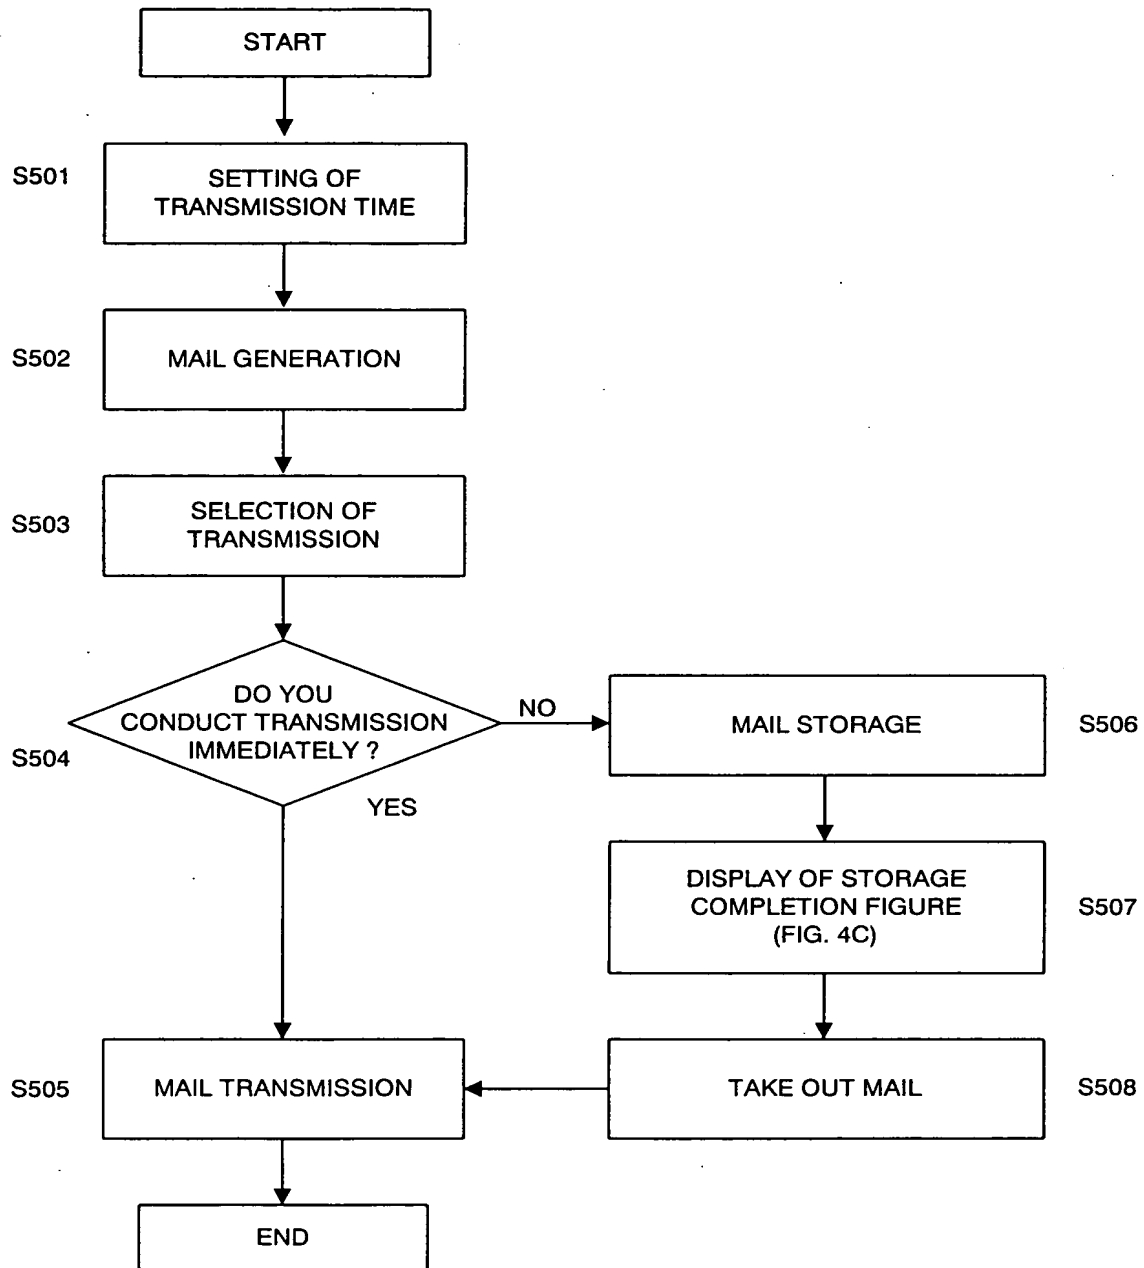 START
S501
SETTING OF
TRANSMISSION TIME
S502
MAIL GENERATION
S503
SELECTION OF
TRANSMISSION
S504
DO YOU
CONDUCT TRANSMISSION
IMMEDIATELY ?
NO
YES
MAIL STORAGE
S506
DISPLAY OF STORAGE
COMPLETION FIGURE
(FIG. 4C)
S507
S505
MAIL TRANSMISSION
TAKE OUT MAIL
S508
END